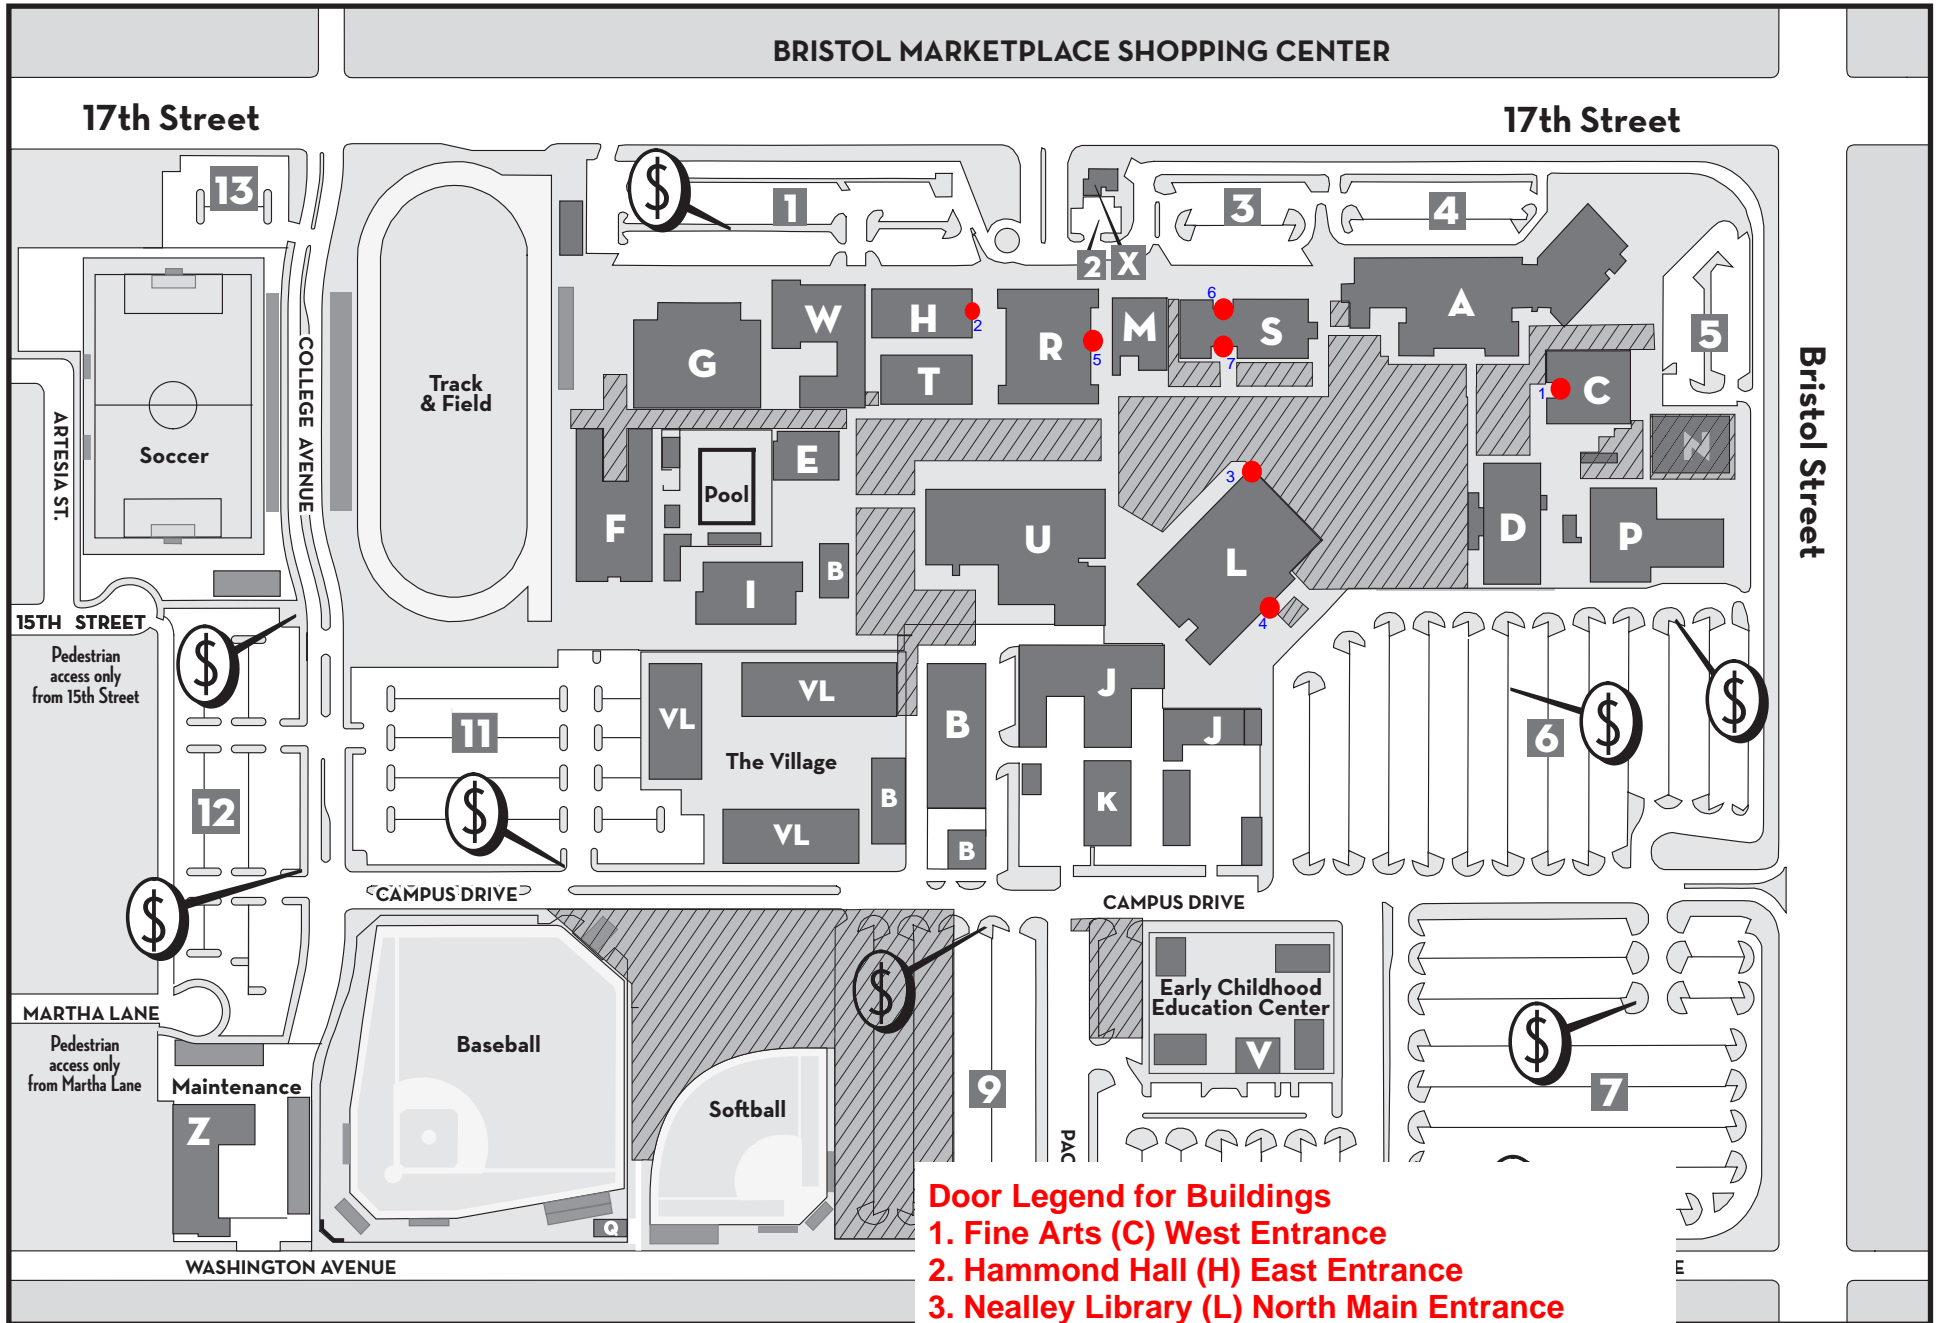 BRISTOL MARKETPLACE SHOPPING CENTER
17th Street
17th Street
13
$
1
3
4
2
X
5
A
W
H
2
R
5
M
6
S
7
G
T
C
1
N
Track
& Field
COLLEGE AVENUE
ARTESIA ST.
Soccer
Bristol Street
E
Pool
F
U
3
L
4
D
P
I
B
15TH STREET
Pedestrian
access only
from 15th Street
$
VL
VL
J
J
B
11
The Village
6
$
$
12
$
VL
B
K
B
$
CAMPUS DRIVE
CAMPUS DRIVE
$
Early Childhood
Education Center
V
MARTHA LANE
Pedestrian
access only
from Martha Lane
Baseball
$
Maintenance
Z
Softball
9
7
PAC
Q
WASHINGTON AVENUE
E
Door Legend for Buildings
1. Fine Arts (C) West Entrance
2. Hammond Hall (H) East Entrance
3. Nealley Library (L) North Main Entrance